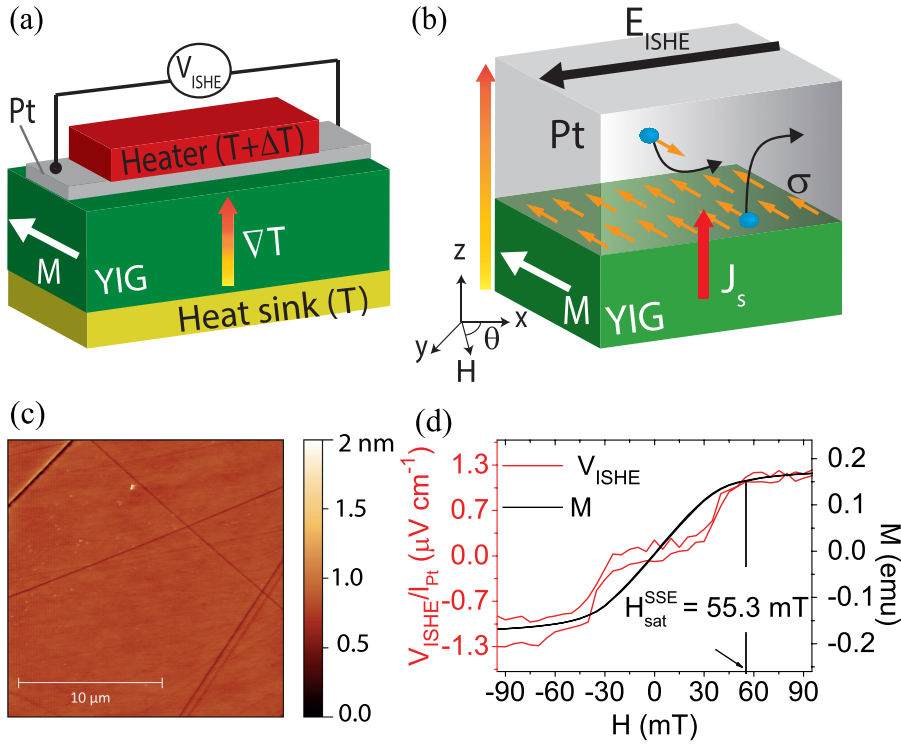 (a)
V_ISHE
Pt
Heater (T+ΔT)
∇T
M
YIG
Heat sink (T)
(b)
E_ISHE
Pt
σ
M
YIG
J_s
z
x
y
θ
H
(c)
2 nm
1.5
1.0
0.5
0.0
10 μm
(d)
V_ISHE/l_Pt (μV cm⁻¹)
1.3
0.7
0.0
-0.7
-1.3
V_ISHE
M
H_sat^SSE = 55.3 mT
0.2
0.1
0.0
-0.1
-0.2
M (emu)
-90 -60 -30 0 30 60 90
H (mT)